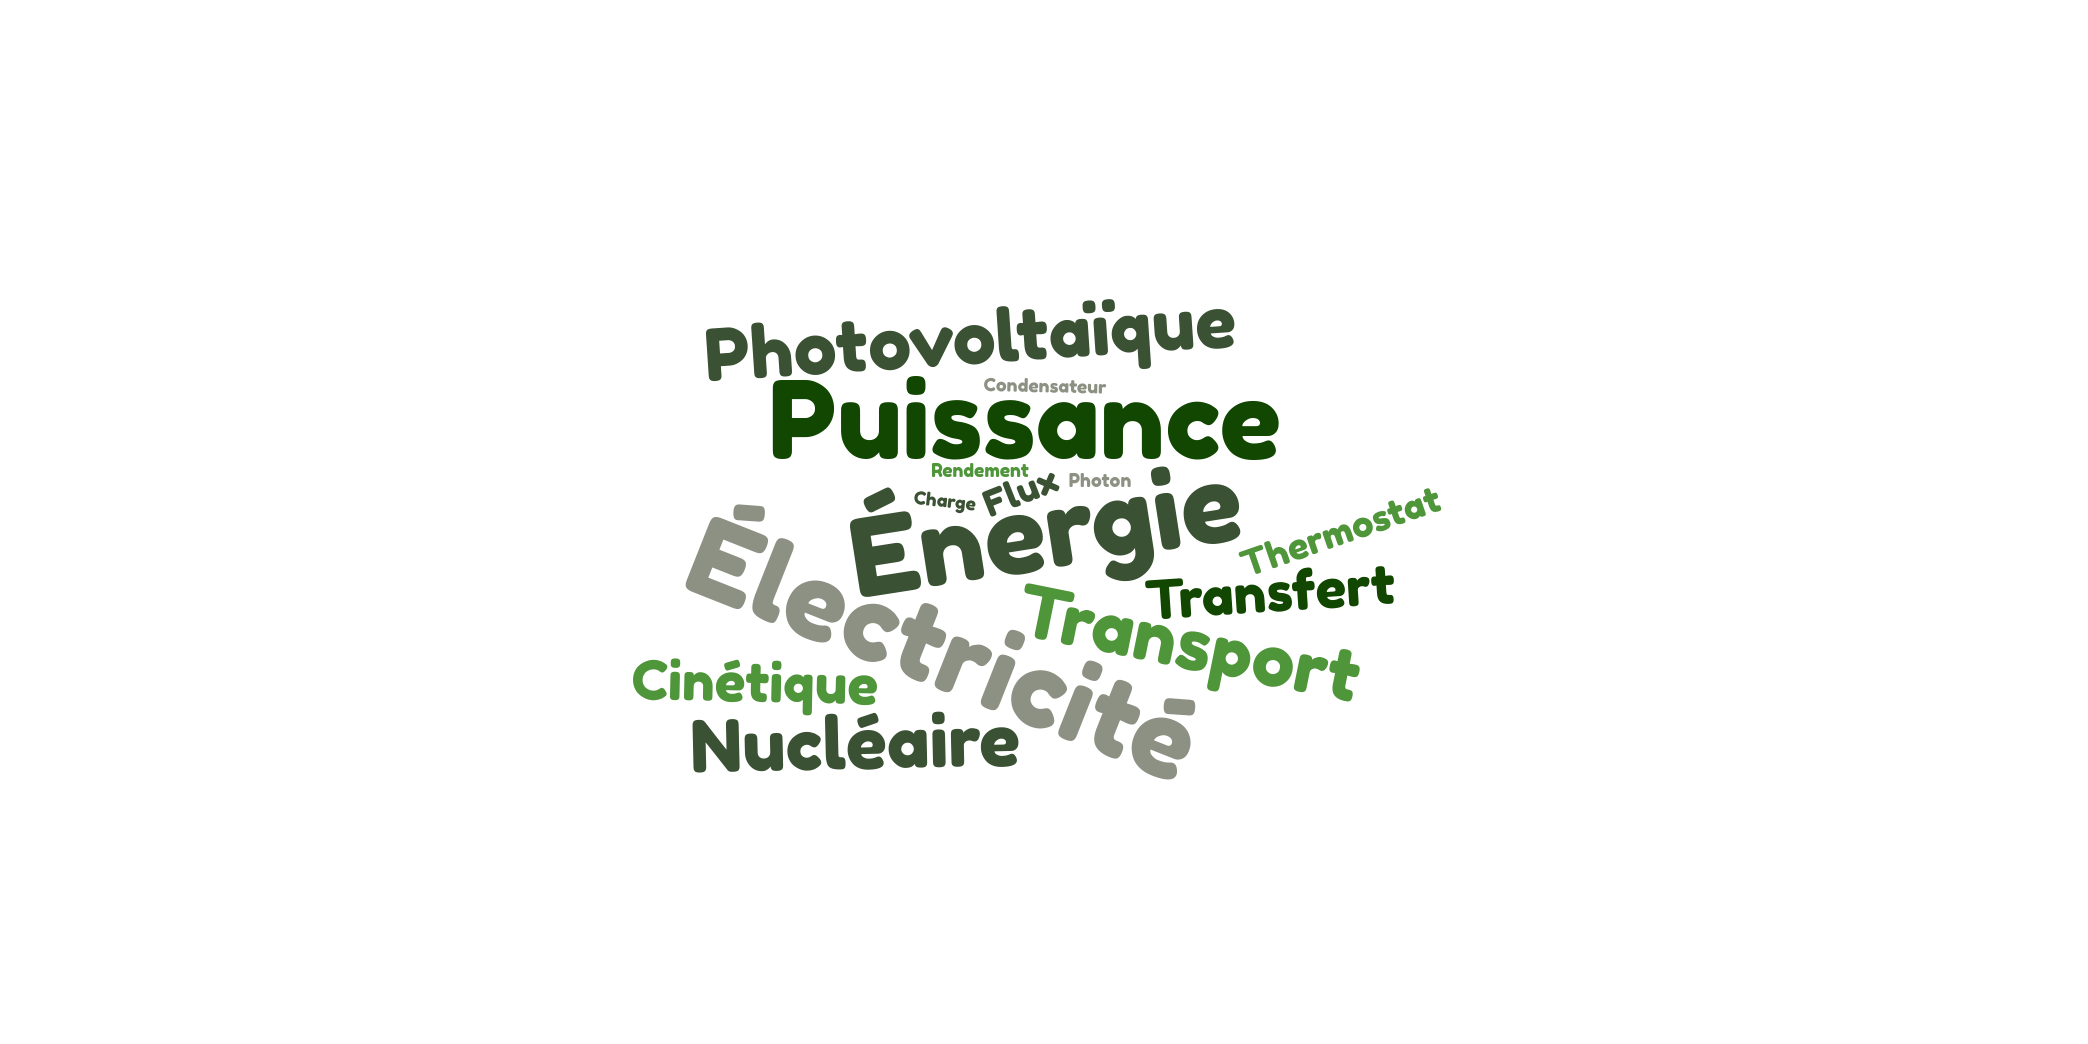 Photovoltaïque
Condensateur
Puissance
Rendement
Photon
Charge
Flux
Énergie
Thermostat
Électricité
Transfert
Transport
Cinétique
Nucléaire